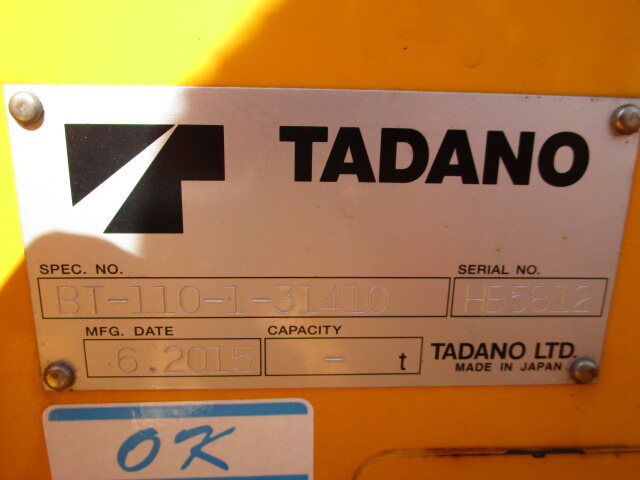 TADANO
SPEC. NO. SERIAL NO.
BT-110-1-31410 HB5812
MFG. DATE CAPACITY
6.2015 - t TADANO LTD.
MADE IN JAPAN
OK